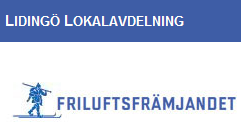 LIDINGÖ LOKALAVDELNING
FRILUFTSFRÄMJANDET